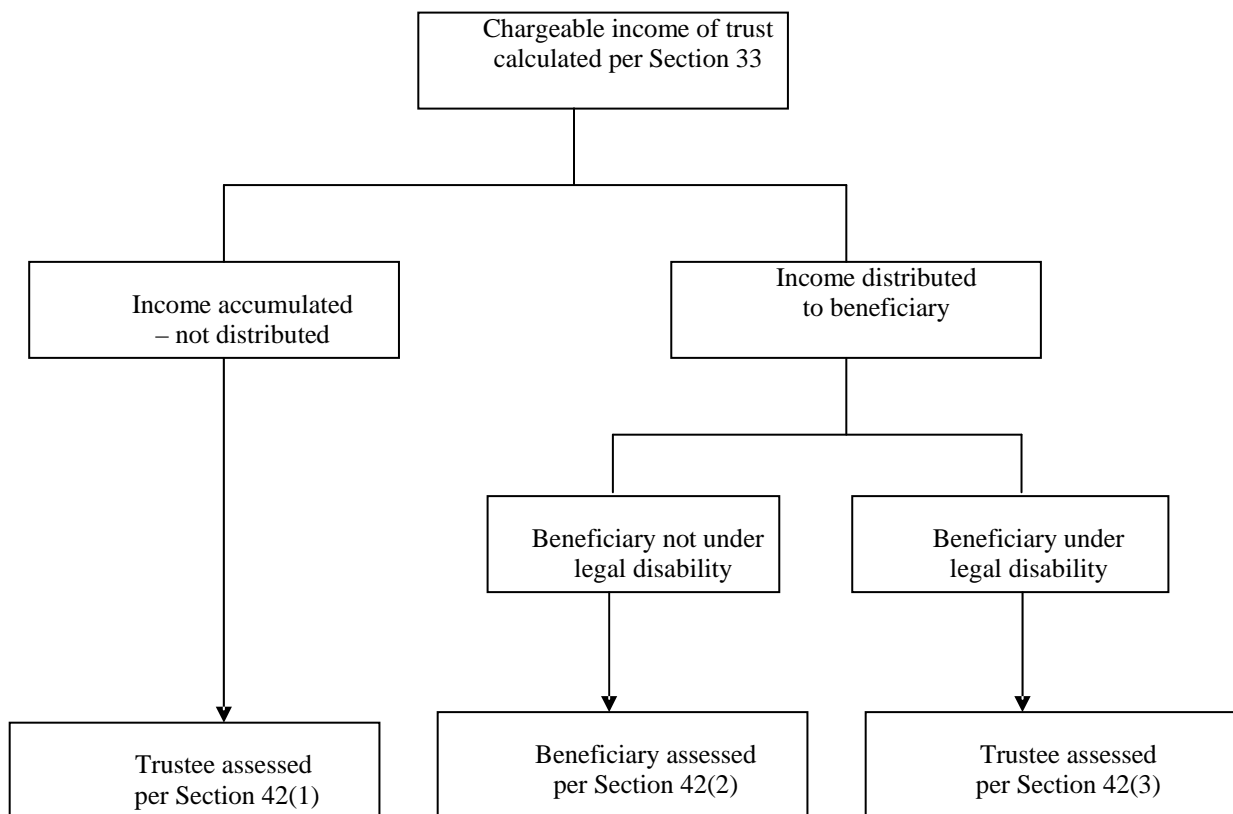 Chargeable income of trust
calculated per Section 33
Income accumulated
– not distributed
Income distributed
to beneficiary
Beneficiary not under
legal disability
Beneficiary under
legal disability
Trustee assessed
per Section 42(1)
Beneficiary assessed
per Section 42(2)
Trustee assessed
per Section 42(3)